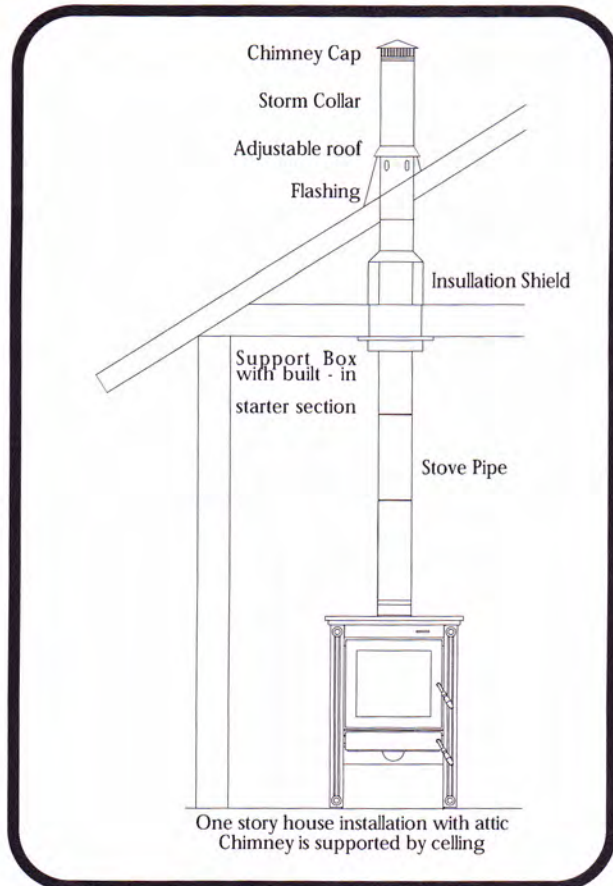 Chimney Cap
Storm Collar
Adjustable roof
Flashing
Insullation Shield
Support Box
with built - in
starter section
Stove Pipe
One story house installation with attic
Chimney is supported by celling